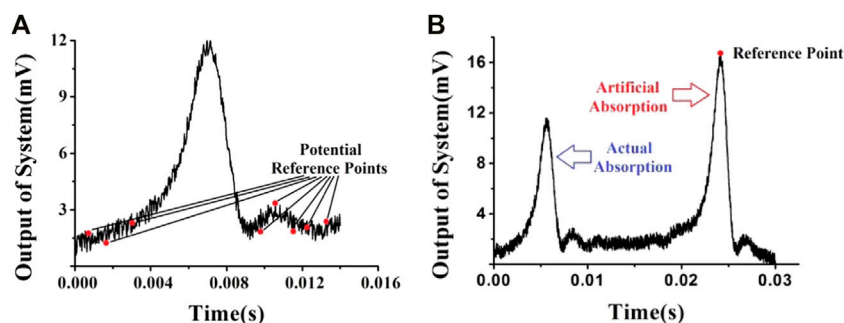 A
Output of System(mV)
12
9
6
3
0.000
0.004
0.008
0.012
0.016
Time(s)
Potential
Reference Points
B
Output of System(mV)
16
12
8
4
0.00
0.01
0.02
0.03
Time(s)
Reference Point
Artificial
Absorption
Actual
Absorption